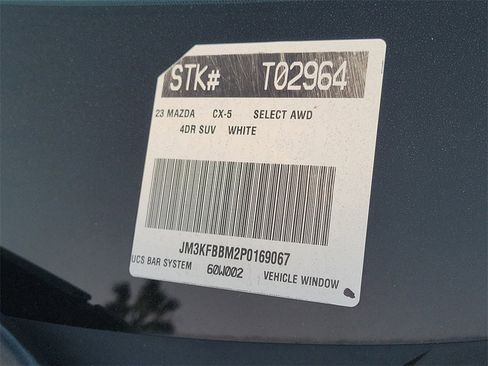 STK# T02964
23 MAZDA CX-5 SELECT AWD
4DR SUV WHITE
JM3KFBBM2P0169067
UCS BAR SYSTEM 60W002 VEHICLE WINDOW